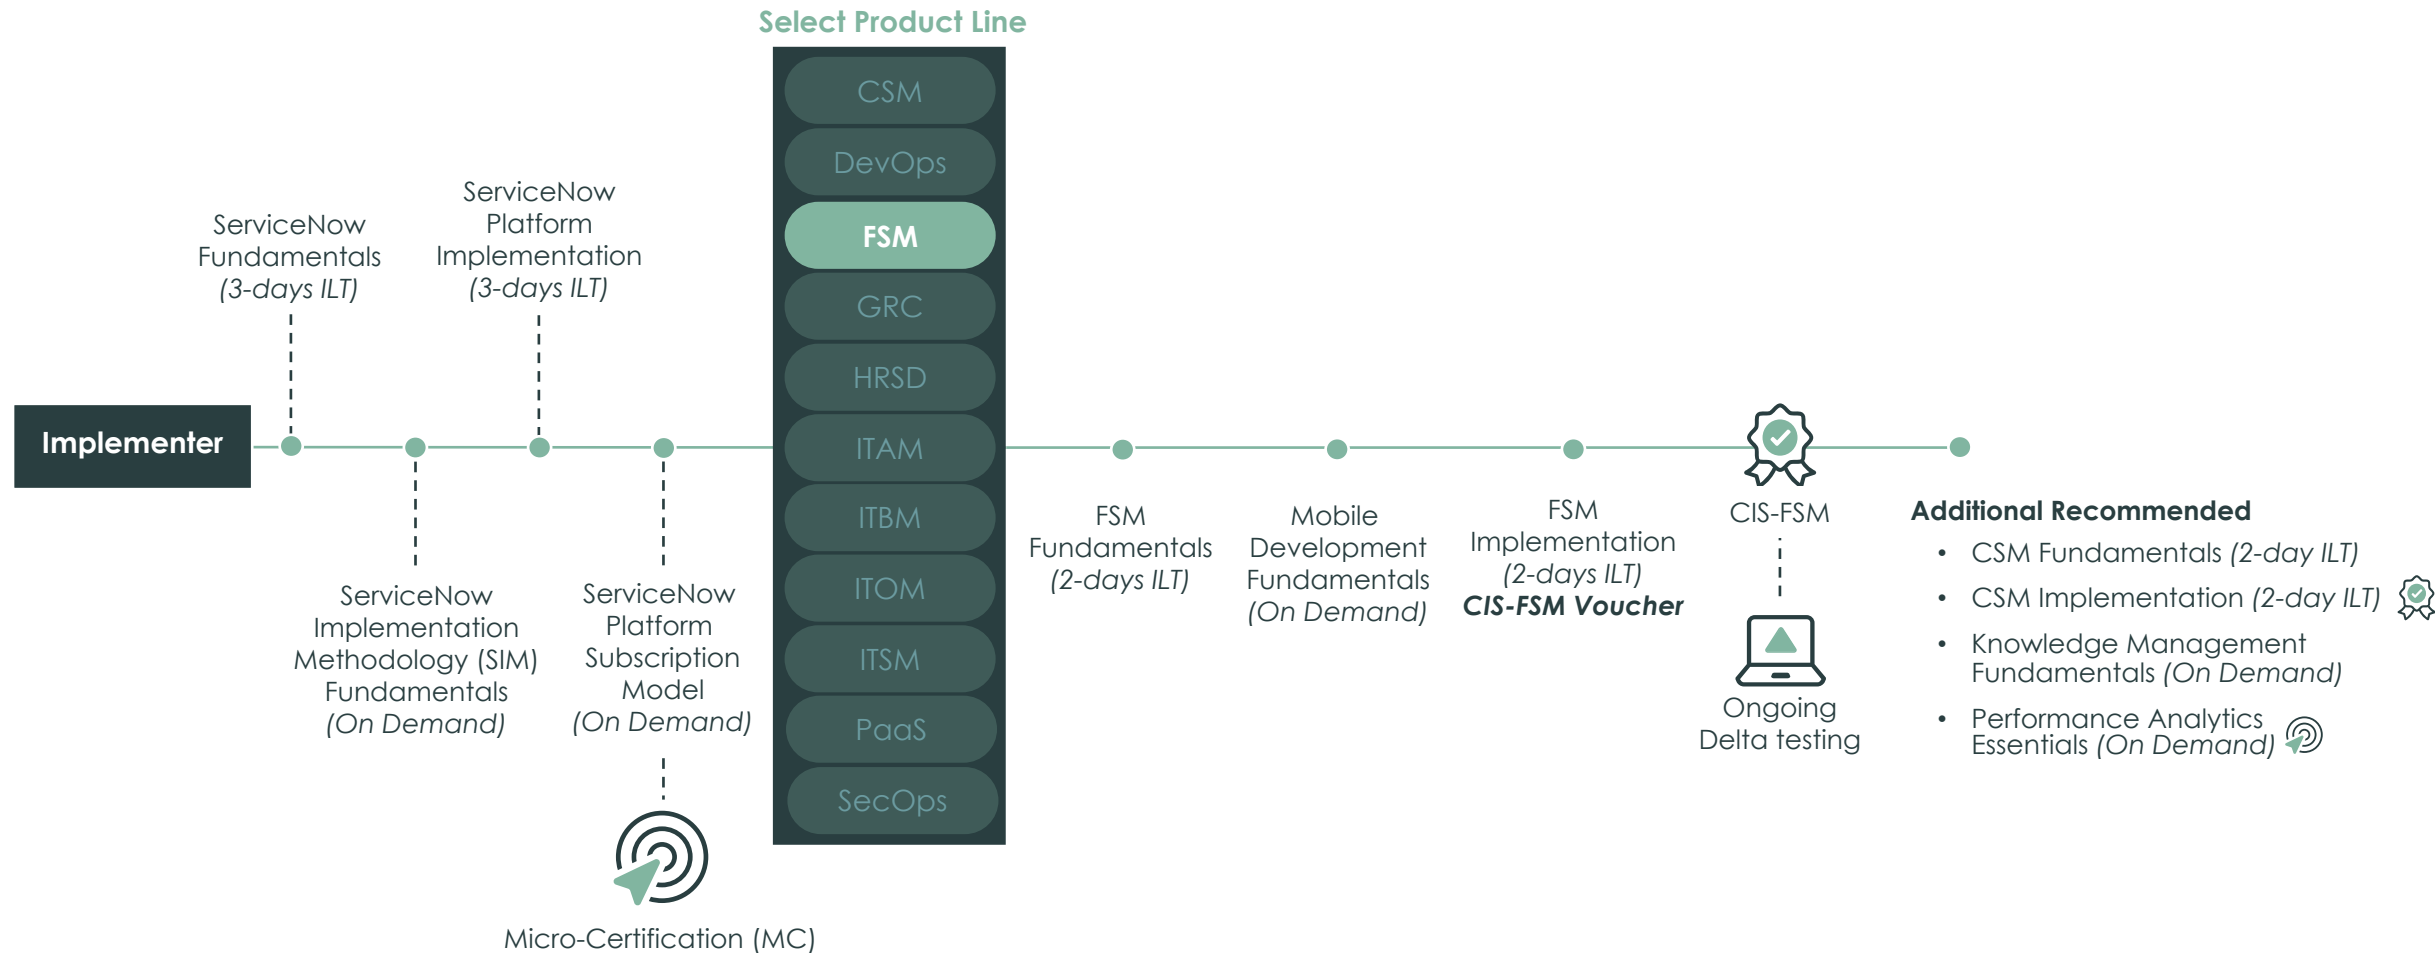 Select Product Line
CSM
DevOps
FSM
GRC
HRSD
ITAM
ITBM
ITOM
ITSM
PaaS
SecOps
Implementer
ServiceNow
Fundamentals
(3-days ILT)
ServiceNow
Implementation
Methodology (SIM)
Fundamentals
(On Demand)
ServiceNow
Platform
Implementation
(3-days ILT)
ServiceNow
Platform
Subscription
Model
(On Demand)
Micro-Certification (MC)
FSM
Fundamentals
(2-days ILT)
Mobile
Development
Fundamentals
(On Demand)
FSM
Implementation
(2-days ILT)
CIS-FSM Voucher
CIS-FSM
Ongoing
Delta testing
Additional Recommended
• CSM Fundamentals (2-day ILT)
• CSM Implementation (2-day ILT)
• Knowledge Management
Fundamentals (On Demand)
• Performance Analytics
Essentials (On Demand)